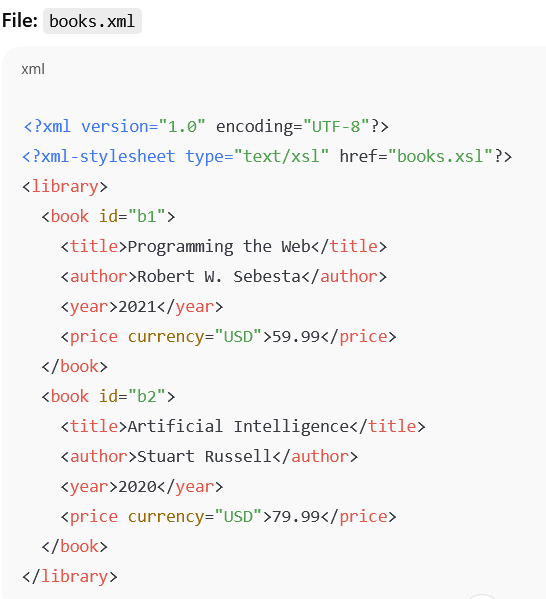 File: books.xml
xml
<?xml version="1.0" encoding="UTF-8"?>
<?xml-stylesheet type="text/xsl" href="books.xsl"?>
<library>
  <book id="b1">
    <title>Programming the Web</title>
    <author>Robert W. Sebesta</author>
    <year>2021</year>
    <price currency="USD">59.99</price>
  </book>
  <book id="b2">
    <title>Artificial Intelligence</title>
    <author>Stuart Russell</author>
    <year>2020</year>
    <price currency="USD">79.99</price>
  </book>
</library>